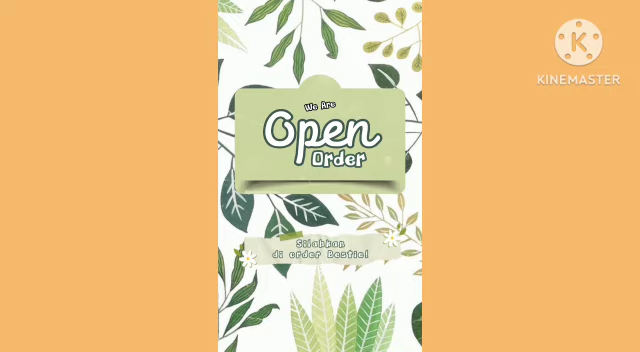 We Are
Open
Order
Silahkan
di order Bestie!
K
KINEMASTER